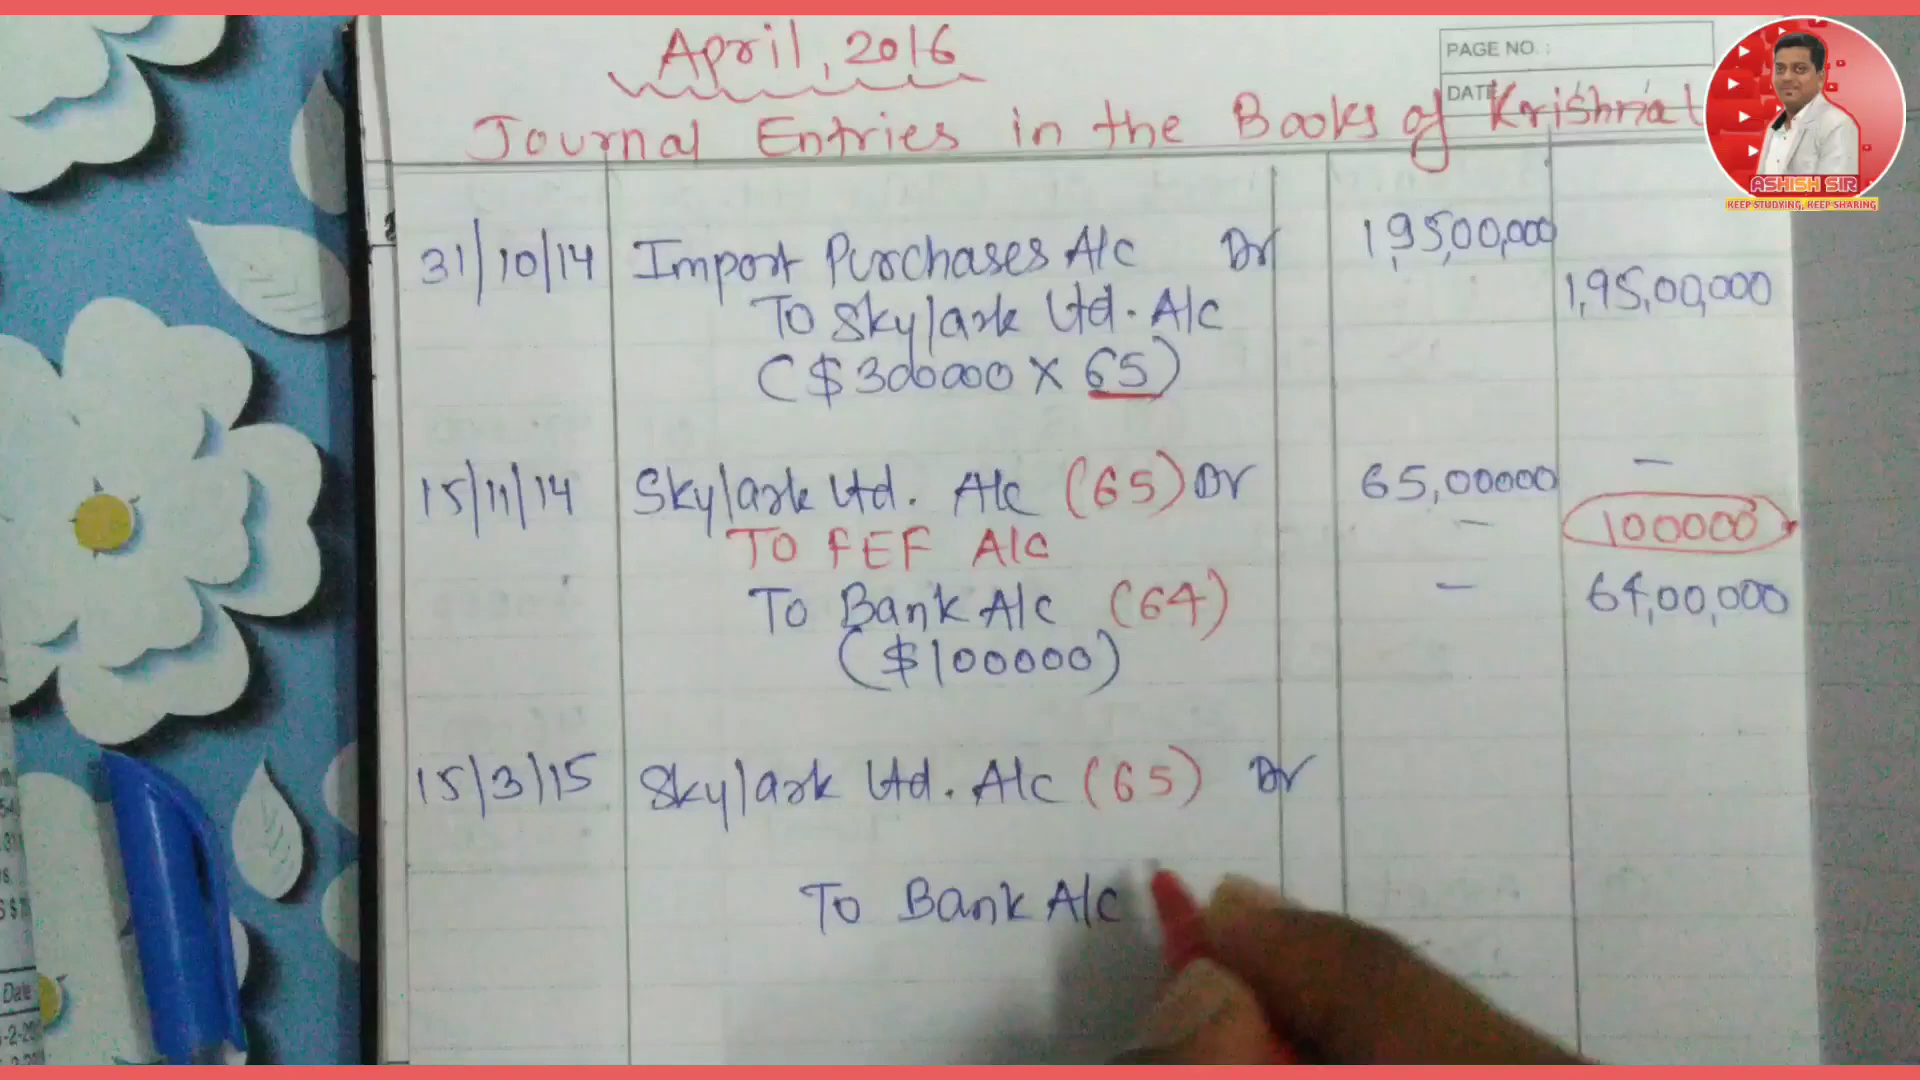 April, 2016
PAGE NO. :
DATE
Journal Entries in the Books of Krishna
ASHISH SIR
KEEP STUDYING, KEEP SHARING
31/10/14 Import Purchases A/c Dr 1,95,00,000
To Skylark Ltd. A/c 1,95,00,000
($300000 x 65)
15/11/14 Skylark Ltd. A/c (65) Dr 65,00000 -
To FEF A/c - 100000
To Bank A/c (64) - 64,00,000
($100000)
15/3/15 Skylark Ltd. A/c (65) Dr
To Bank A/c
Date